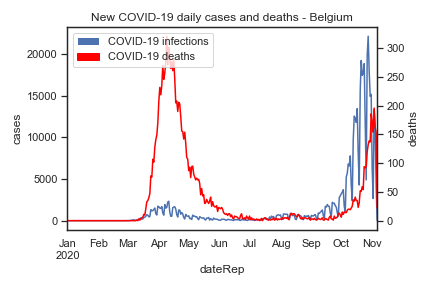 New COVID-19 daily cases and deaths - Belgium
COVID-19 infections
COVID-19 deaths
20000
15000
10000
5000
0
cases
300
250
200
150
100
50
0
deaths
Jan Feb Mar Apr May Jun Jul Aug Sep Oct Nov
2020
dateRep